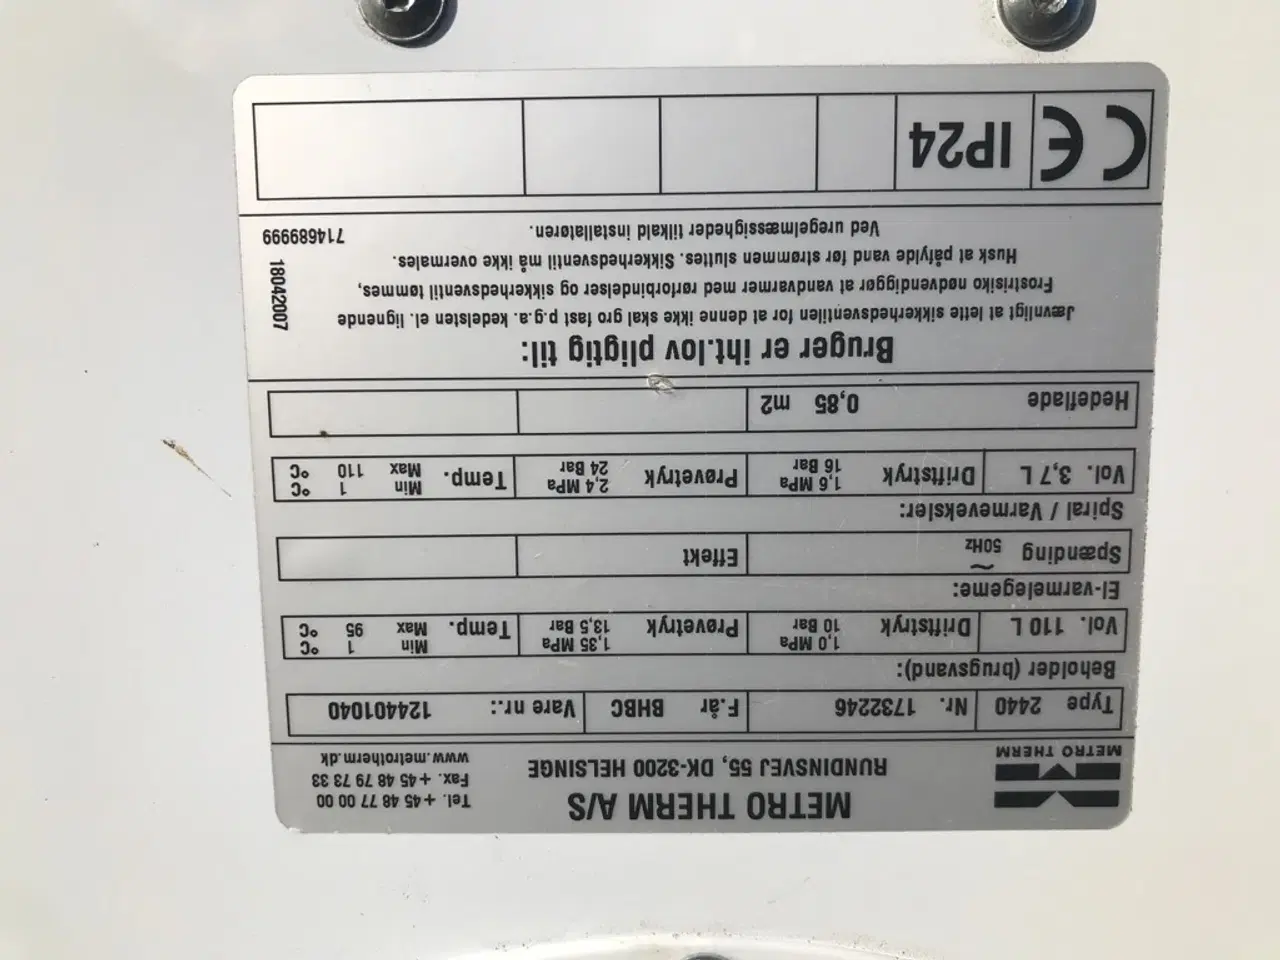 METRO THERM
METRO THERM A/S
RUNDINSVEJ 55, DK-3200 HELSINGE
Tel. + 45 48 77 00 00
Fax. + 45 48 79 73 33
www.metrotherm.dk
Type 2440 Nr. 1732246 F.år BHBC Vare nr.: 124401040
Beholder (brugsvand):
Vol. 110 L Driftstryk 1,0 MPa 10 Bar Prøvetryk 1,35 MPa 13,5 Bar Temp. Min 1 °C Max 95 °C
El-varmelegeme:
Spænding ~ 50Hz Effekt
Spiral / Varmeveksler:
Vol. 3,7 L Driftstryk 1,6 MPa 16 Bar Prøvetryk 2,4 MPa 24 Bar Temp. Min 1 °C Max 110 °C
Hedeflade 0,85 m2
Bruger er iht.lov pligtig til:
Jævnligt at lette sikkerhedsventilen for at denne ikke skal gro fast p.g.a. kedelsten el. lignende
Frostrisiko nødvendiggør at vandvarmer med rørforbindelser og sikkerhedsventil tømmes,
Husk at påfylde vand før strømmen sluttes. Sikkerhedsventil må ikke overmales.
Ved uregelmæssigheder tilkald installatøren.
18042007
714689999
CE IP24